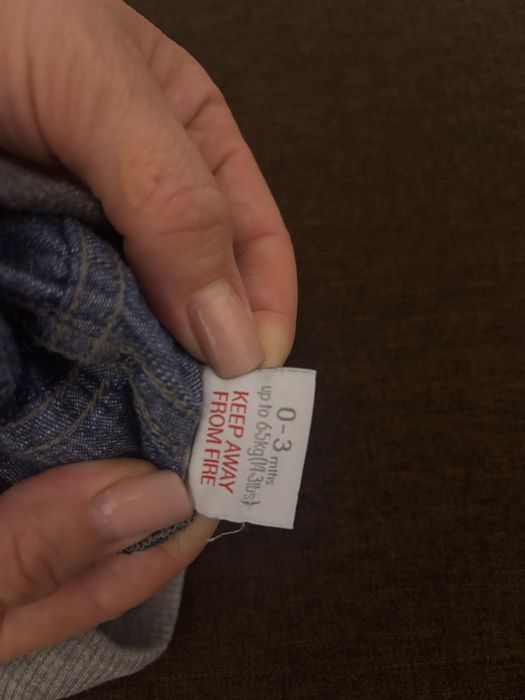 0-3
mths
up to 6.5kg(14.3lbs)
KEEP AWAY
FROM FIRE